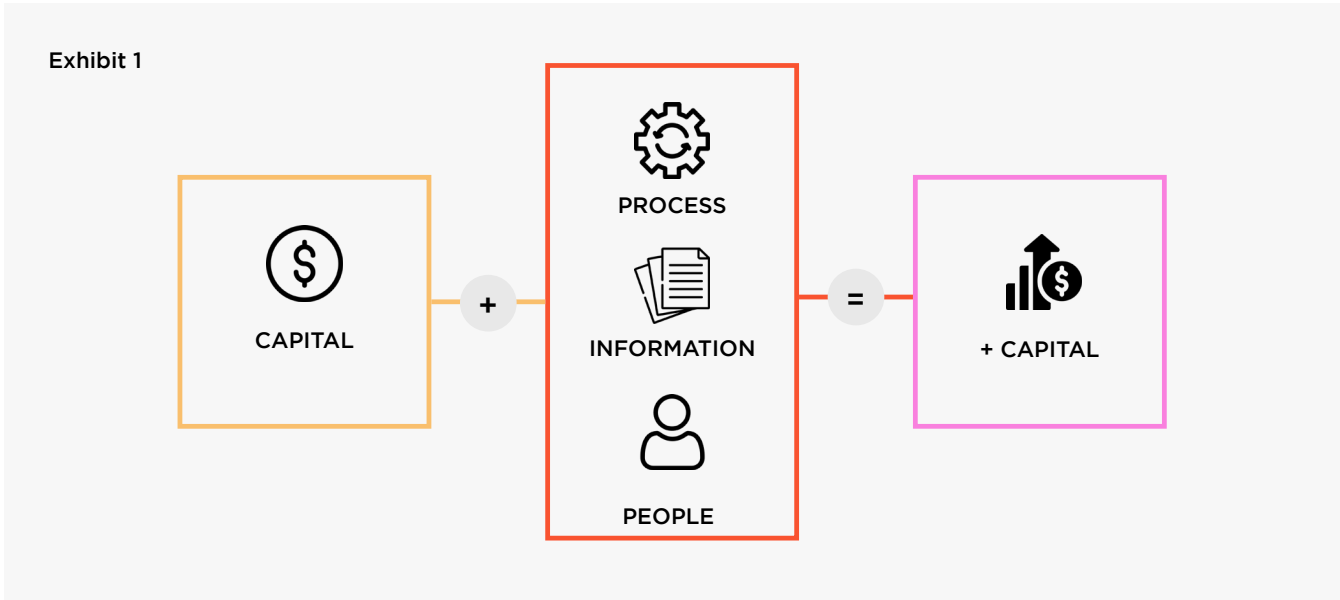 Exhibit 1
$
CAPITAL
+
PROCESS
INFORMATION
PEOPLE
=
$
+ CAPITAL